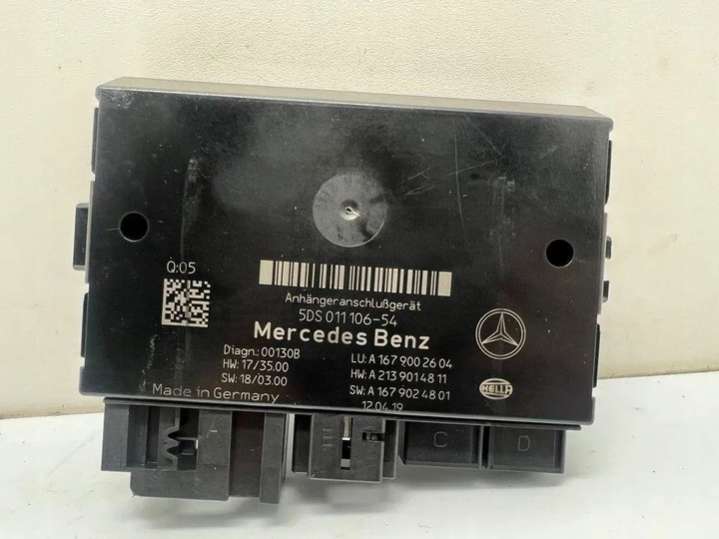 Q:05
Anhängeranschlußgerät
5DS 011 106-54
Mercedes Benz
Diagn.: 00130B
HW: 17/35.00
SW: 18/03.00
Made in Germany
LU: A 167 900 26 04
HW: A 213 901 48 11
SW: A 167 902 48 01
12.04.19
HELLA
C D